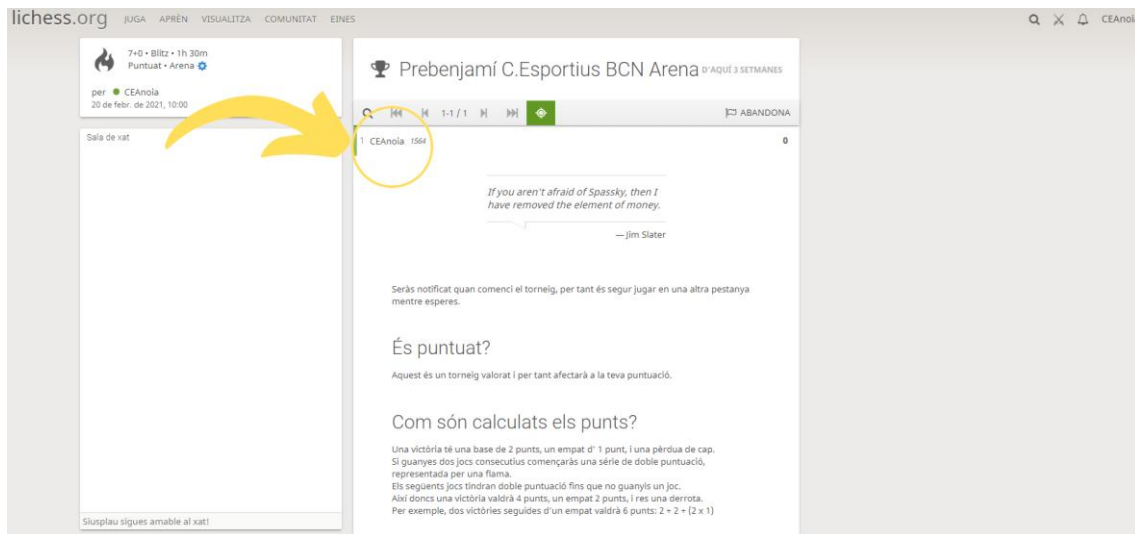 lichess.org JUGA APRÈN VISUALITZA COMUNITAT EINES CEAnoia
7+0 • Blitz • 1h 30m
Puntuat • Arena
per CEAnoia
20 de febr. de 2021, 10:00
Sala de xat
Siusplau sigues amable al xat!
Prebenjamí C.Esportius BCN Arena D'AQUÍ 3 SETMANES
1-1 / 1 ABANDONA
1 CEAnoia 1564 0
If you aren't afraid of Spassky, then I
have removed the element of money.
— Jim Slater
Seràs notificat quan comenci el torneig, per tant és segur jugar en una altra pestanya
mentre esperes.
És puntuat?
Aquest és un torneig valorat i per tant afectarà a la teva puntuació.
Com són calculats els punts?
Una victòria té una base de 2 punts, un empat d' 1 punt, i una pèrdua de cap.
Si guanyes dos jocs consecutius començaràs una sèrie de doble puntuació,
representada per una flama.
Els següents jocs tindran doble puntuació fins que no guanyis un joc.
Així doncs una victòria valdrà 4 punts, un empat 2 punts, i res una derrota.
Per exemple, dos victòries seguides d'un empat valdrà 6 punts: 2 + 2 + (2 x 1)